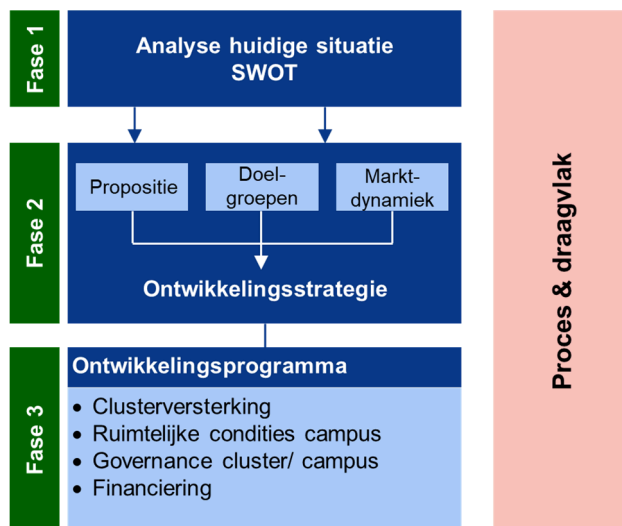 Fase 1
Analyse huidige situatie
SWOT
Fase 2
Propositie
Doel-
groepen
Markt-
dynamiek
Ontwikkelingsstrategie
Fase 3
Ontwikkelingsprogramma
• Clusterversterking
• Ruimtelijke condities campus
• Governance cluster/ campus
• Financiering
Proces & draagvlak